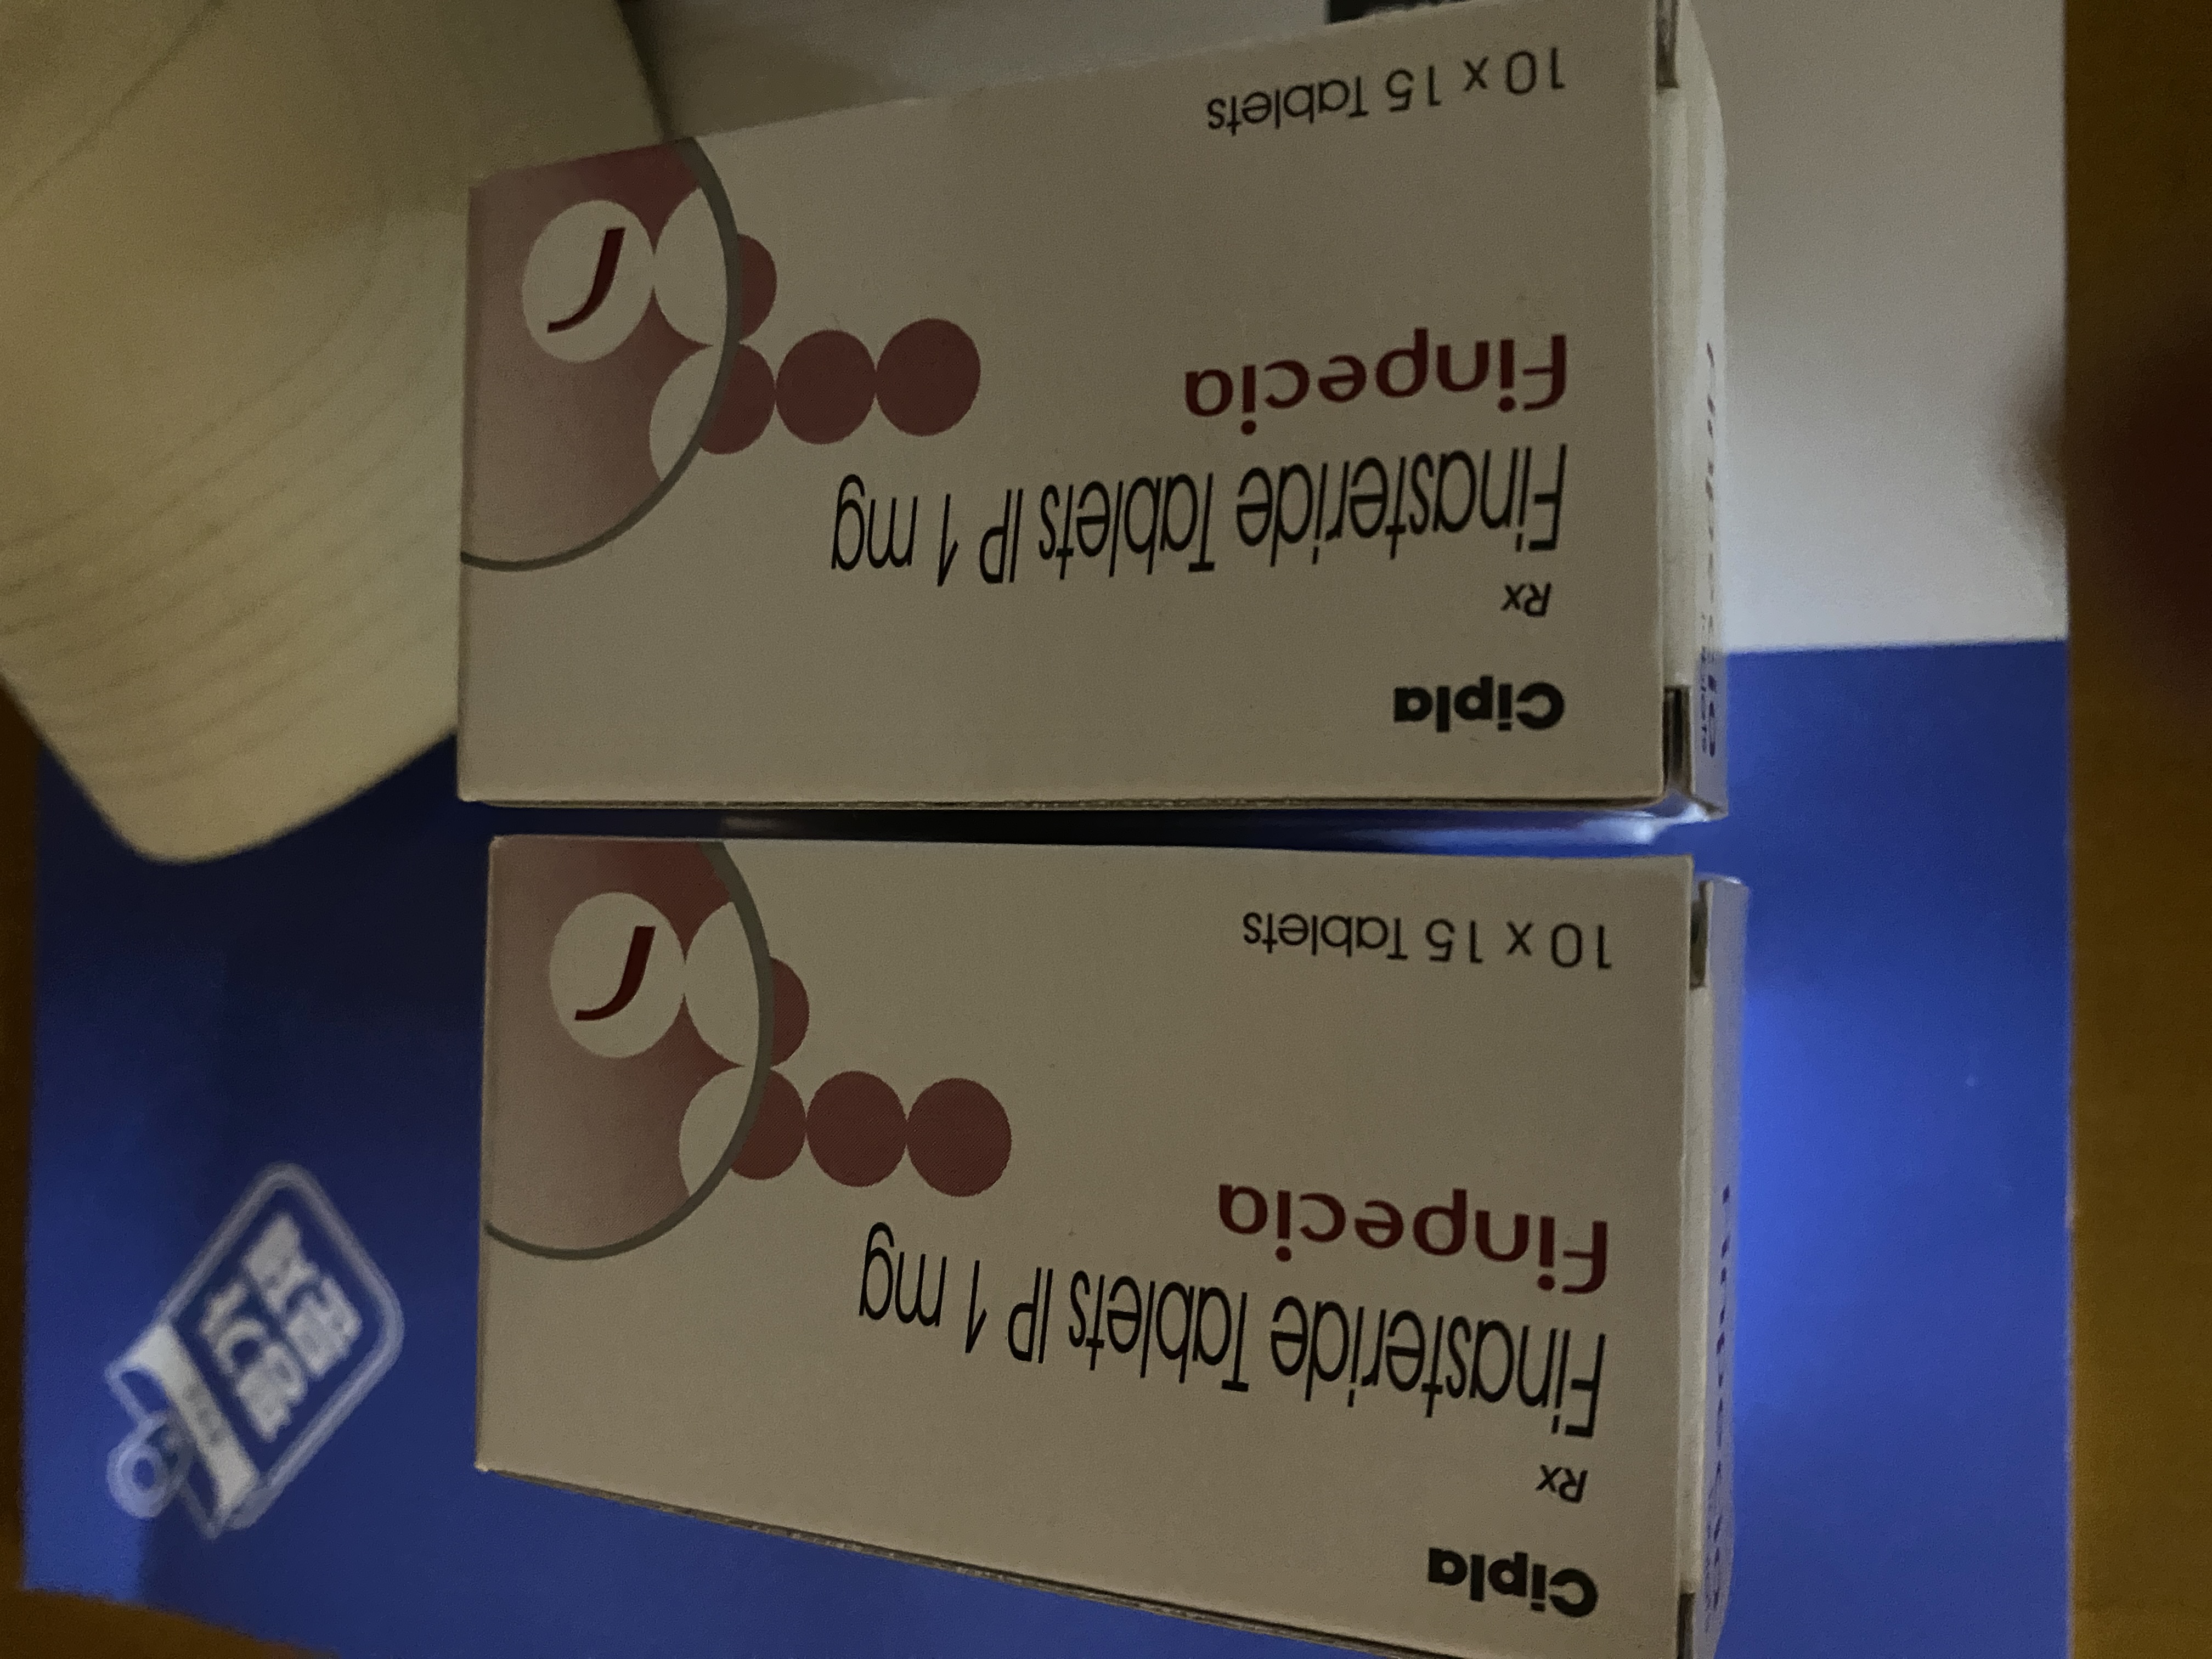 Cipla
Rx
Finasteride Tablets IP 1 mg
Finpecia
10 x 15 Tablets
Cipla
Rx
Finasteride Tablets IP 1 mg
Finpecia
10 x 15 Tablets